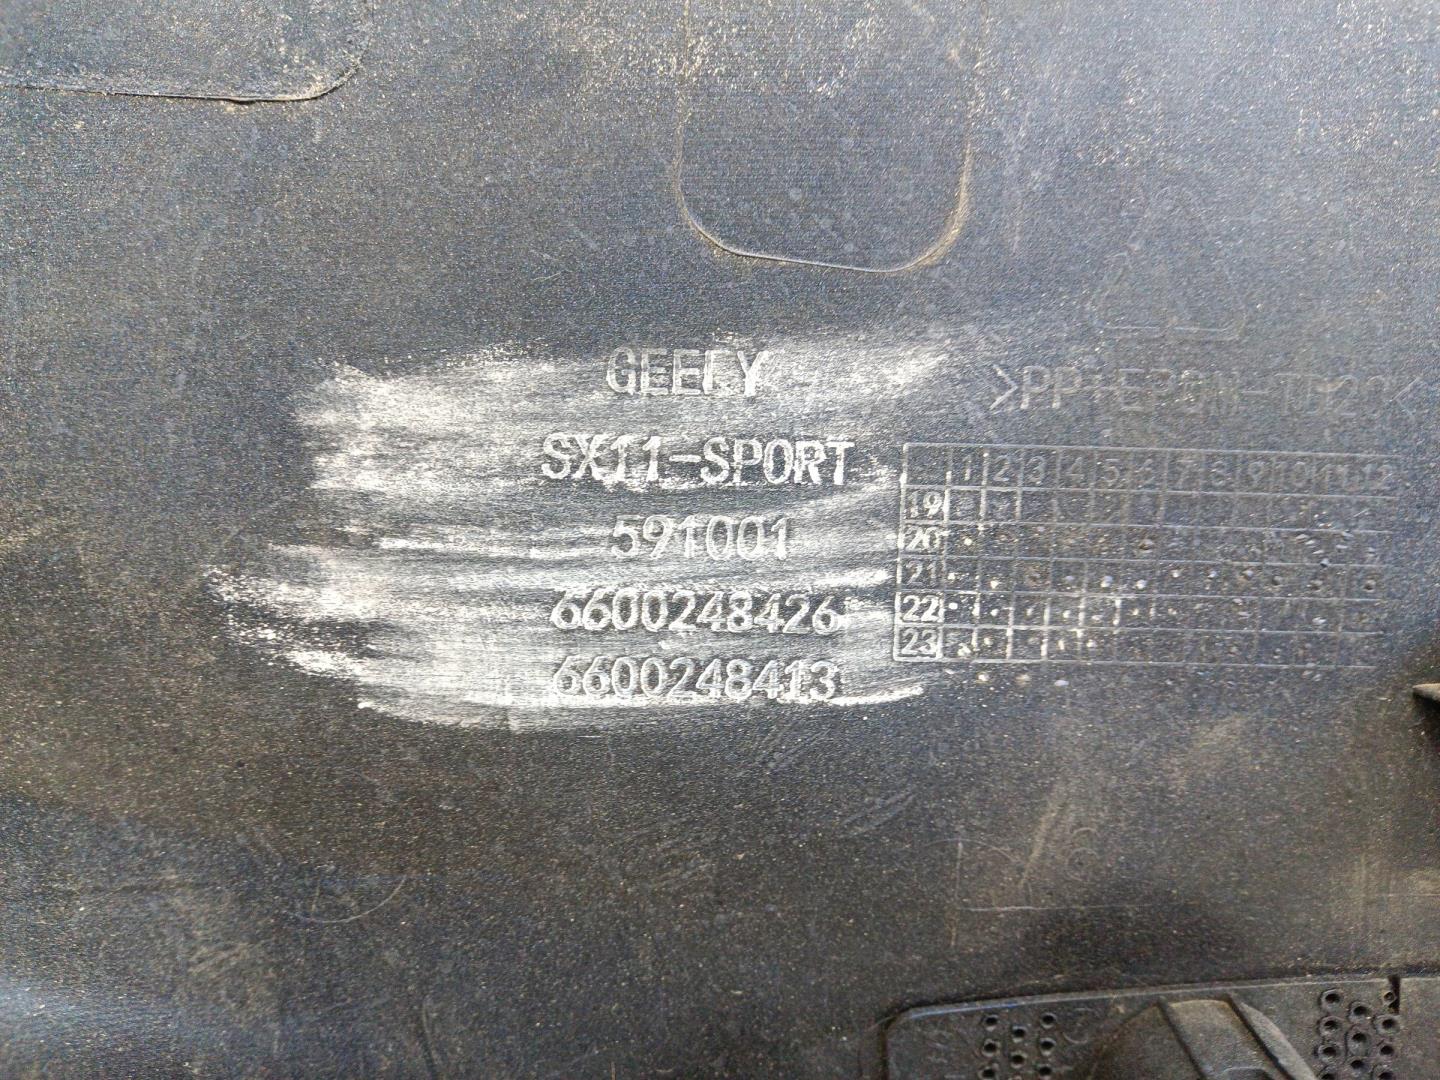 GEELY
>PP+EPDM-TD20<
SX11-SPORT
1 2 3 4 5 6 7 8 9 10 11 12
19
591001
20
21
6600248426
22
23
6600248413